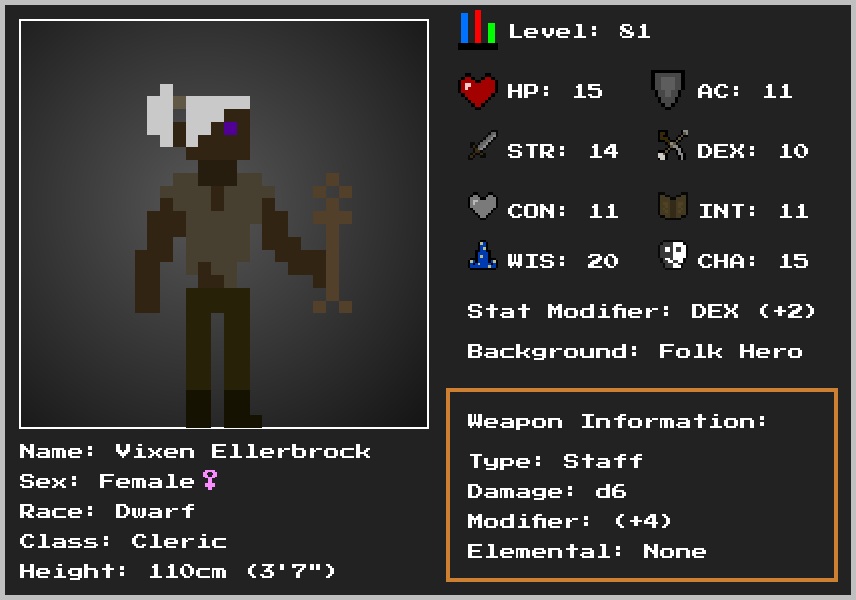 Level: 81
HP: 15 AC: 11
STR: 14 DEX: 10
CON: 11 INT: 11
WIS: 20 CHA: 15
Stat Modifier: DEX (+2)
Background: Folk Hero
Weapon Information:
Type: Staff
Damage: d6
Modifier: (+4)
Elemental: None
Name: Vixen Ellerbrock
Sex: Female♀
Race: Dwarf
Class: Cleric
Height: 110cm (3'7")